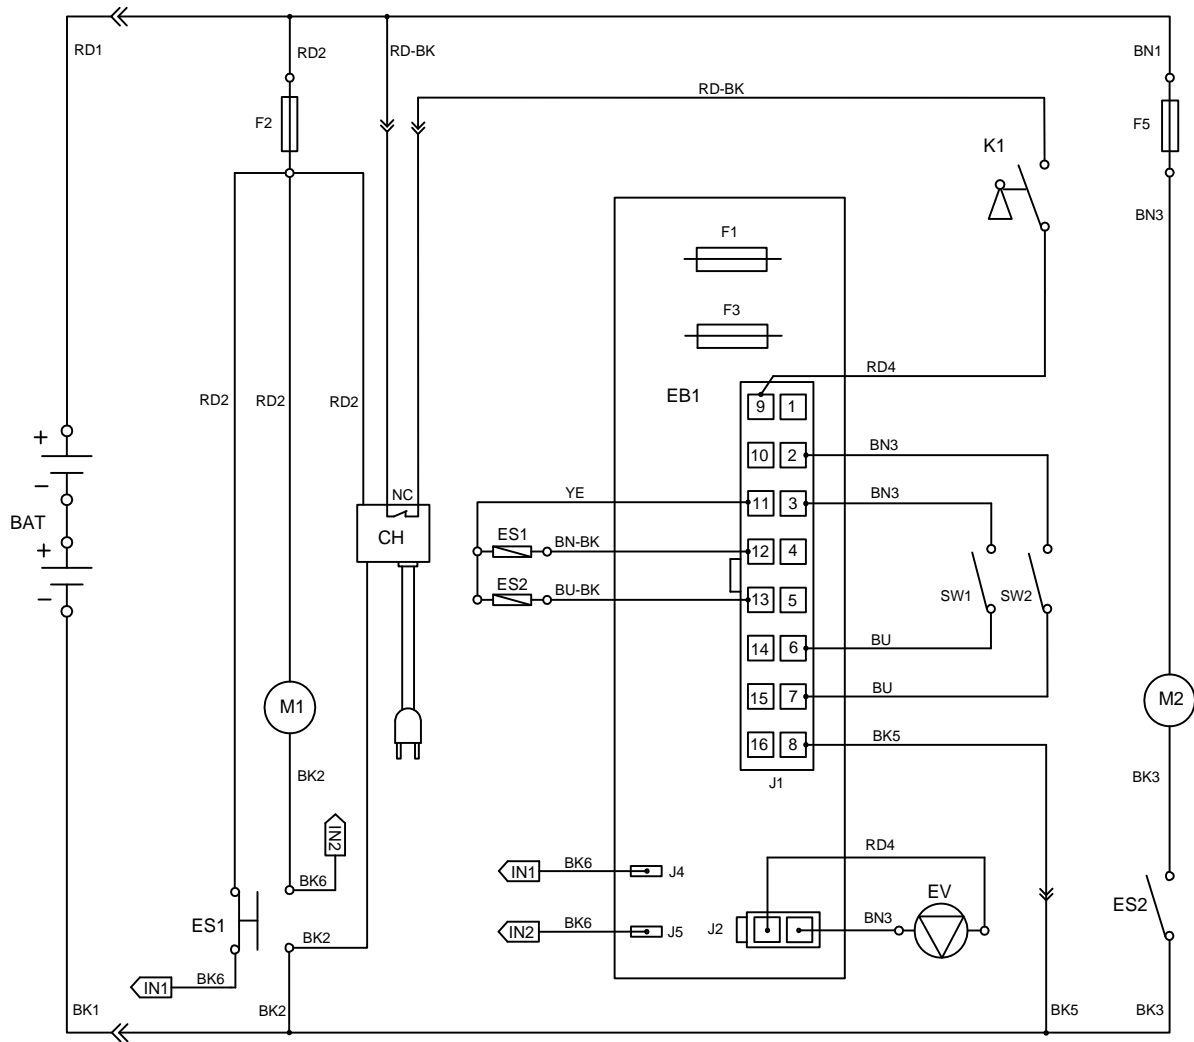 RD1
RD2
RD-BK
BN1
RD-BK
F2
F5
K1
BN3
F1
F3
RD4
RD2
RD2
RD2
EB1
9 1
+
10 2
BN3
−
NC
YE
11 3
BN3
BAT
CH
ES1
BN-BK
12 4
+
ES2
BU-BK
13 5
SW1
SW2
−
14 6
BU
15 7
BU
M1
M2
16 8
BK5
BK2
J1
BK3
IN2
RD4
IN1
BK6
J4
BK6
EV
ES1
ES2
IN2
BK6
J5
J2
BN3
BK2
BK6
IN1
BK1
BK2
BK5
BK3